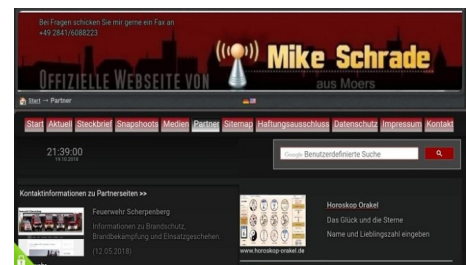 Bei Fragen schicken Sie mir gerne ein Fax an
+49 2841/6088223
Mike Schrade
OFFIZIELLE WEBSEITE VON
aus Moers
Start → Partner
Start Aktuell Steckbrief Snapshoots Medien Partner Sitemap Haftungsausschluss Datenschutz Impressum Kontakt
21:39:00
19.10.2018
Google Benutzerdefinierte Suche
Kontaktinformationen zu Partnerseiten >>
Feuerwehr Scherpenberg
Informationen zu Brandschutz,
Brandbekämpfung und Einsatzgeschehen.
(12.05.2018)
Horoskop Orakel
Das Glück und die Sterne
Name und Lieblingszahl eingeben
www.horoskop-orakel.de